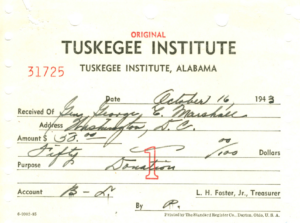 ORIGINAL
TUSKEGEE INSTITUTE
31725
TUSKEGEE INSTITUTE, ALABAMA
Date October 16, 1943
Received Of Gen. George C. Marshall
Address Washington, D.C.
Amount $ 50.00
Fifty 00/100 Dollars
Purpose Donation
1
Account B-L.
L. H. Foster, Jr., Treasurer
By P.